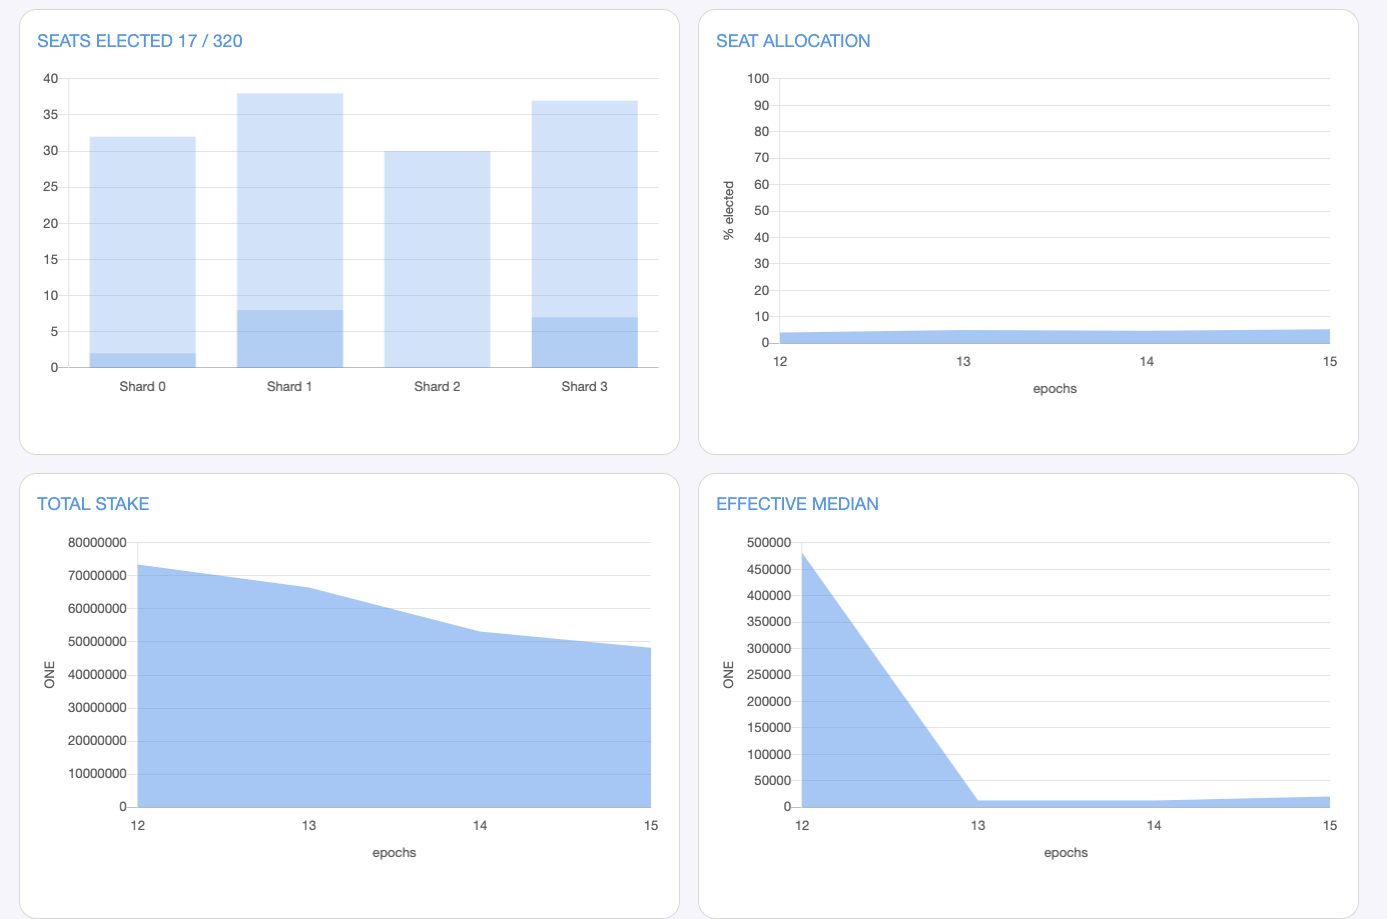 SEATS ELECTED 17 / 320
40
35
30
25
20
15
10
5
0
Shard 0 Shard 1 Shard 2 Shard 3
SEAT ALLOCATION
% elected
100
90
80
70
60
50
40
30
20
10
0
12 13 14 15
epochs
TOTAL STAKE
ONE
80000000
70000000
60000000
50000000
40000000
30000000
20000000
10000000
0
12 13 14 15
epochs
EFFECTIVE MEDIAN
ONE
500000
450000
400000
350000
300000
250000
200000
150000
100000
50000
0
12 13 14 15
epochs